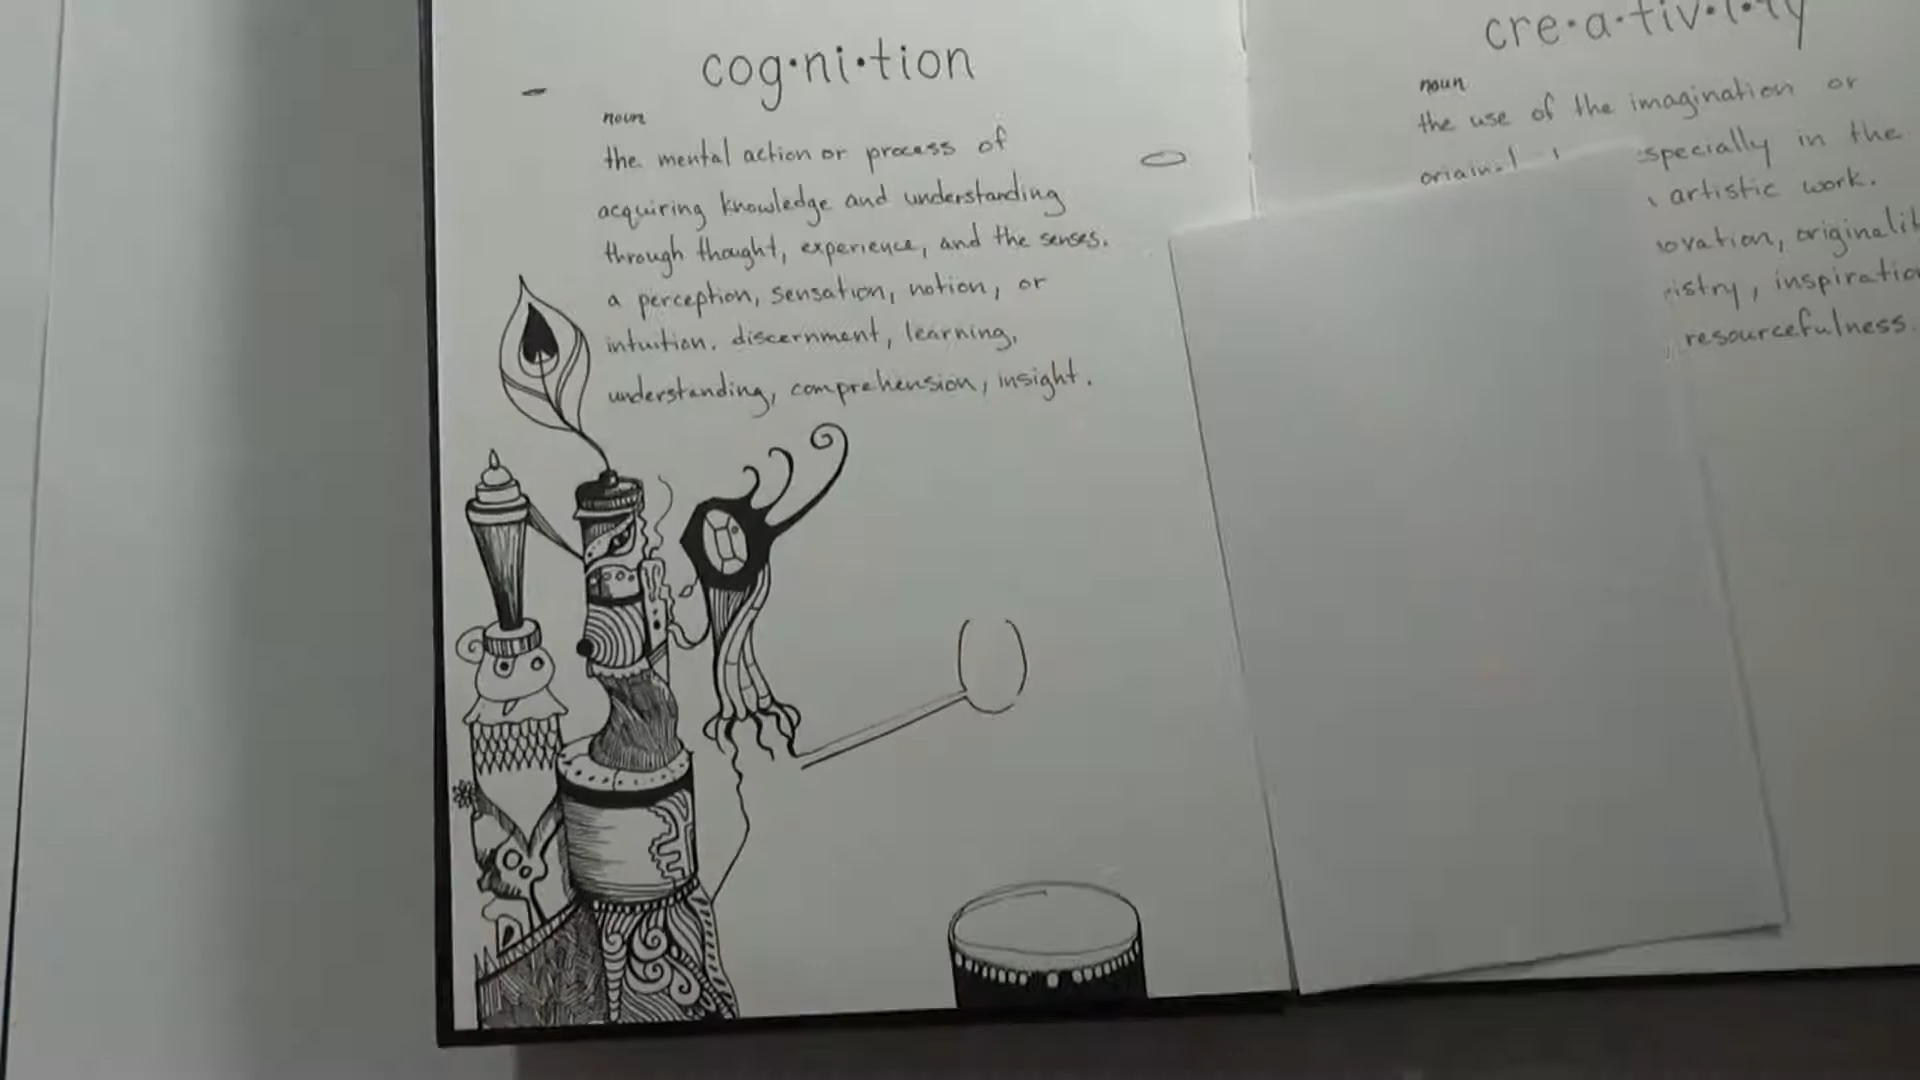 cog·ni·tion
noun
the mental action or process of
acquiring knowledge and understanding
through thought, experience, and the senses.
a perception, sensation, notion, or
intuition. discernment, learning,
understanding, comprehension, insight.
cre·a·tiv·i·ty
noun
the use of the imagination or
especially in the
artistic work.
resourcefulness.